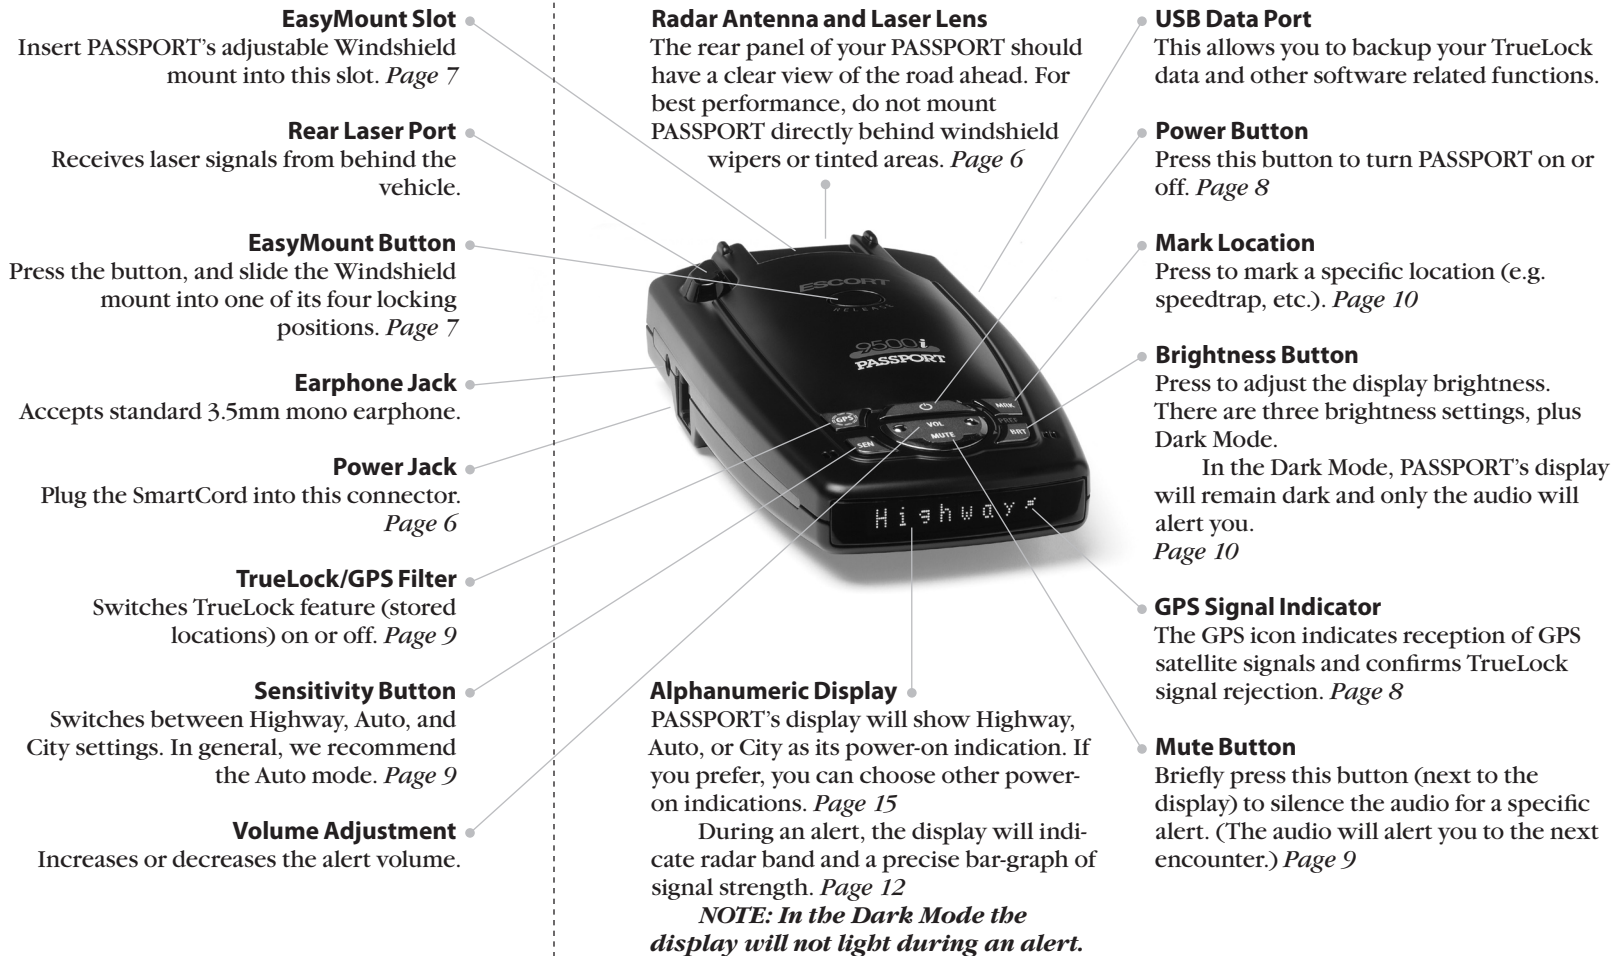 EasyMount Slot
Insert PASSPORT's adjustable Windshield
mount into this slot. Page 7
Rear Laser Port
Receives laser signals from behind the
vehicle.
EasyMount Button
Press the button, and slide the Windshield
mount into one of its four locking
positions. Page 7
Earphone Jack
Accepts standard 3.5mm mono earphone.
Power Jack
Plug the SmartCord into this connector.
Page 6
TrueLock/GPS Filter
Switches TrueLock feature (stored
locations) on or off. Page 9
Sensitivity Button
Switches between Highway, Auto, and
City settings. In general, we recommend
the Auto mode. Page 9
Volume Adjustment
Increases or decreases the alert volume.
Radar Antenna and Laser Lens
The rear panel of your PASSPORT should
have a clear view of the road ahead. For
best performance, do not mount
PASSPORT directly behind windshield
wipers or tinted areas. Page 6
ESCORT
RELEASE
9500i
PASSPORT
GPS
SEN
VOL
MUTE
MRK
PREF
BRT
Highway
Alphanumeric Display
PASSPORT's display will show Highway,
Auto, or City as its power-on indication. If
you prefer, you can choose other power-
on indications. Page 15
During an alert, the display will indi-
cate radar band and a precise bar-graph of
signal strength. Page 12
NOTE: In the Dark Mode the
display will not light during an alert.
USB Data Port
This allows you to backup your TrueLock
data and other software related functions.
Power Button
Press this button to turn PASSPORT on or
off. Page 8
Mark Location
Press to mark a specific location (e.g.
speedtrap, etc.). Page 10
Brightness Button
Press to adjust the display brightness.
There are three brightness settings, plus
Dark Mode.
In the Dark Mode, PASSPORT's display
will remain dark and only the audio will
alert you.
Page 10
GPS Signal Indicator
The GPS icon indicates reception of GPS
satellite signals and confirms TrueLock
signal rejection. Page 8
Mute Button
Briefly press this button (next to the
display) to silence the audio for a specific
alert. (The audio will alert you to the next
encounter.) Page 9